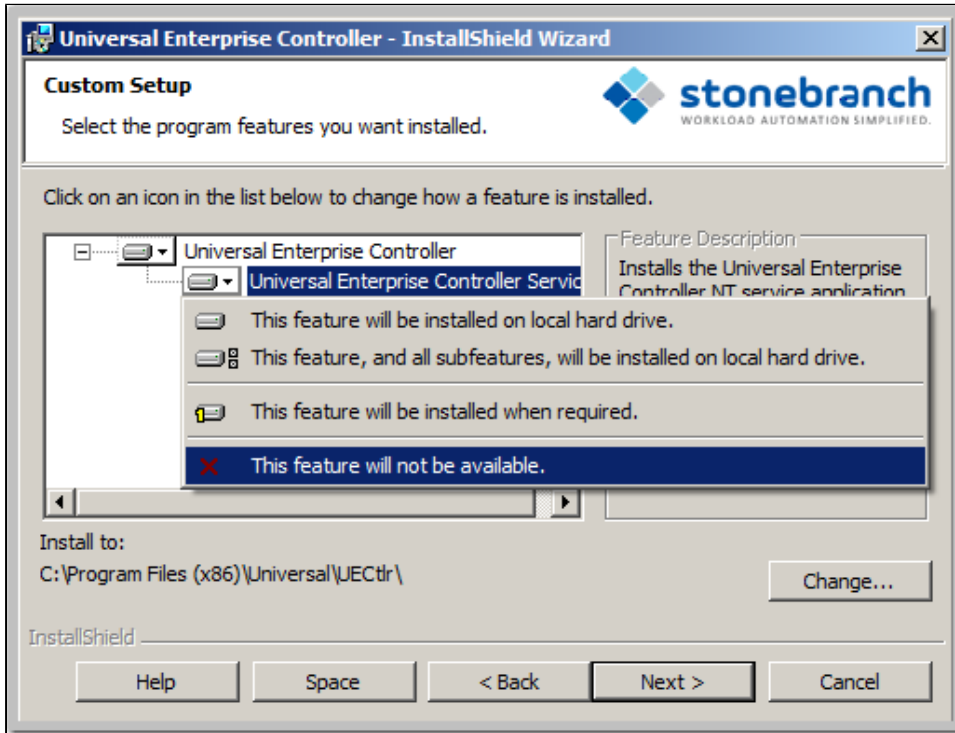 Universal Enterprise Controller - InstallShield Wizard
Custom Setup
Select the program features you want installed.
stonebranch
WORKLOAD AUTOMATION SIMPLIFIED.
Click on an icon in the list below to change how a feature is installed.
Universal Enterprise Controller
Universal Enterprise Controller Servic
Feature Description
Installs the Universal Enterprise
Controller NT service application
This feature will be installed on local hard drive.
This feature, and all subfeatures, will be installed on local hard drive.
This feature will be installed when required.
This feature will not be available.
Install to:
C:\Program Files (x86)\Universal\UECtlr\
Change...
InstallShield
Help
Space
< Back
Next >
Cancel